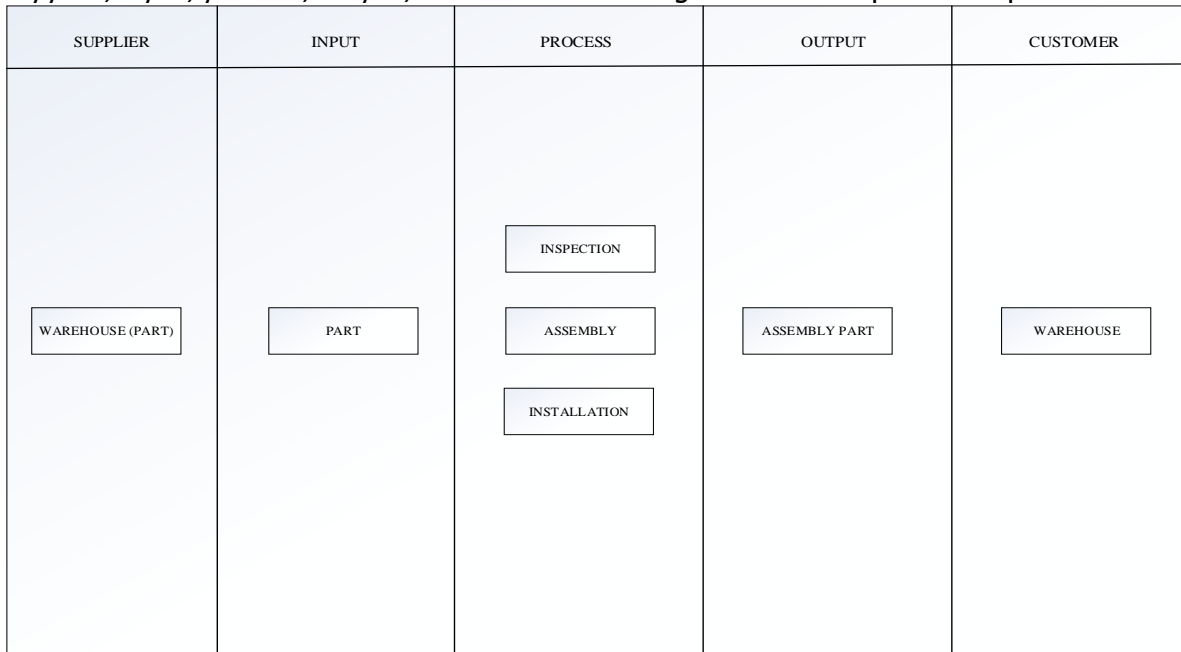 SUPPLIER INPUT PROCESS OUTPUT CUSTOMER
INSPECTION
WAREHOUSE (PART) PART ASSEMBLY ASSEMBLY PART WAREHOUSE
INSTALLATION